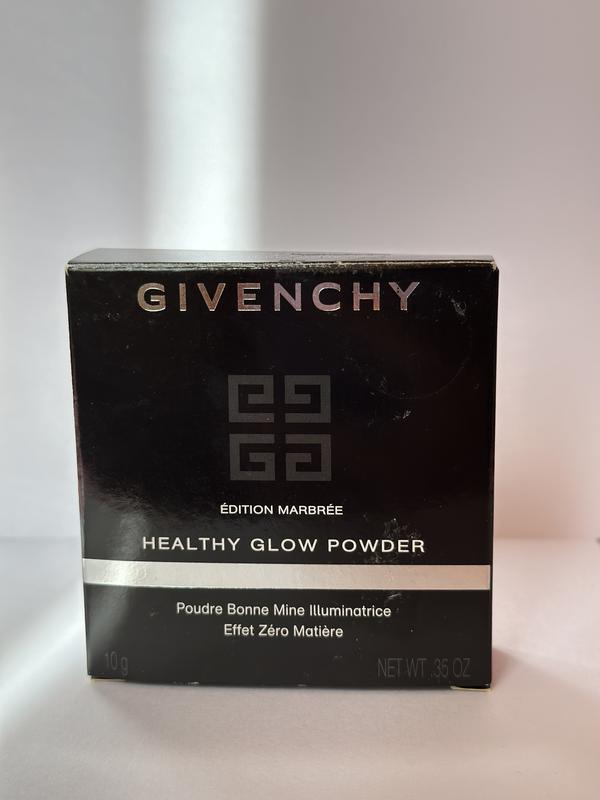 GIVENCHY
ÉDITION MARBRÉE
HEALTHY GLOW POWDER
Poudre Bonne Mine Illuminatrice
Effet Zéro Matière
10 g NET WT .35 OZ